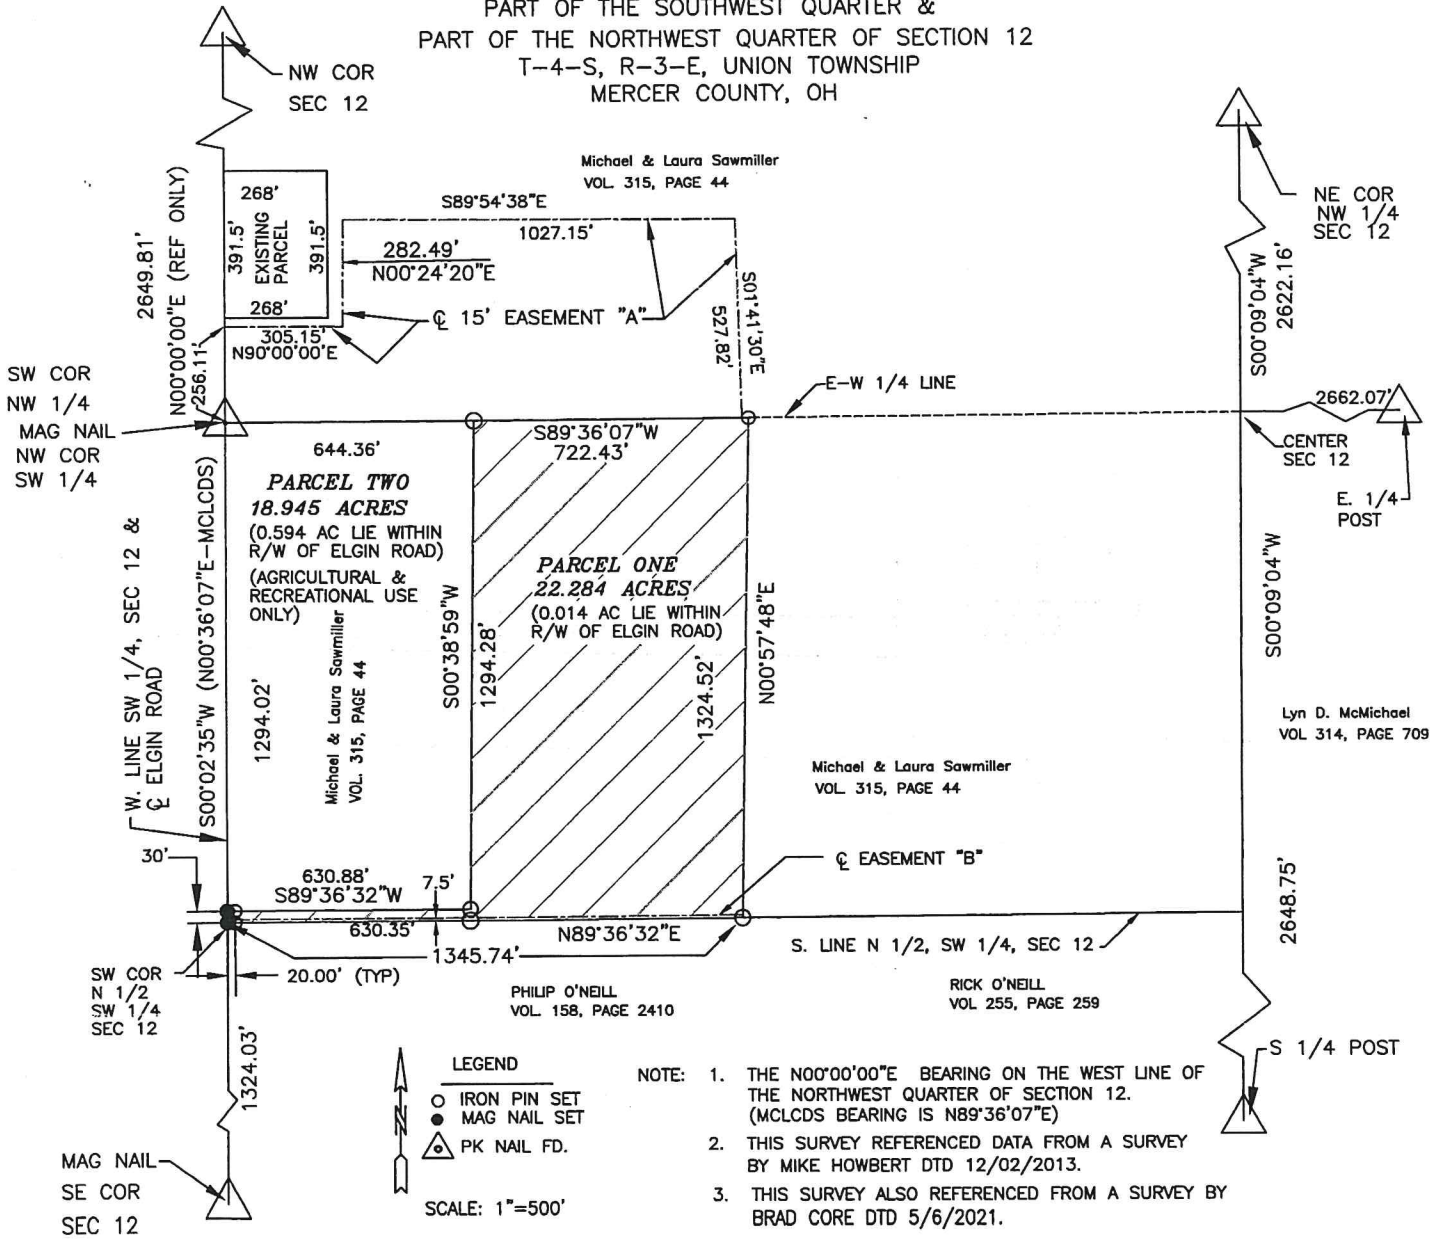 PART OF THE SOUTHWEST QUARTER &
PART OF THE NORTHWEST QUARTER OF SECTION 12
T-4-S, R-3-E, UNION TOWNSHIP
MERCER COUNTY, OH
NW COR
SEC 12
Michael & Laura Sawmiller
VOL. 315, PAGE 44
NE COR
NW 1/4
SEC 12
2649.81'
N00°00'00"E (REF ONLY)
268'
391.5'
EXISTING
PARCEL
391.5'
268'
S89°54'38"E
1027.15'
282.49'
N00°24'20"E
℄ 15' EASEMENT "A"
S01°41'30"E
527.82'
305.15'
N90°00'00'E
256.11'
S00°09'04"W
2622.16'
E-W 1/4 LINE
2662.07'
CENTER
SEC 12
E. 1/4
POST
SW COR
NW 1/4
MAG NAIL
NW COR
SW 1/4
644.36'
S89°36'07"W
722.43'
PARCEL TWO
18.945 ACRES
(0.594 AC LIE WITHIN
R/W OF ELGIN ROAD)
(AGRICULTURAL &
RECREATIONAL USE
ONLY)
PARCEL ONE
22.284 ACRES
(0.014 AC LIE WITHIN
R/W OF ELGIN ROAD)
W. LINE SW 1/4, SEC 12 &
℄ ELGIN ROAD
S00°02'35"W (N00°36'07"E-MCLCDS)
1294.02'
Michael & Laura Sawmiller
VOL. 315, PAGE 44
S00°38'59"W
1294.28'
1324.52'
N00°57'48"E
S00°09'04"W
Lyn D. McMichael
VOL 314, PAGE 709
Michael & Laura Sawmiller
VOL. 315, PAGE 44
℄ EASEMENT "B"
30'
630.88'
S89°36'32"W
7.5'
630.35'
N89°36'32"E
1345.74'
S. LINE N 1/2, SW 1/4, SEC 12
2648.75'
SW COR
N 1/2
SW 1/4
SEC 12
20.00' (TYP)
PHILIP O'NEILL
VOL. 158, PAGE 2410
RICK O'NEILL
VOL 255, PAGE 259
1324.03'
S 1/4 POST
LEGEND
IRON PIN SET
MAG NAIL SET
PK NAIL FD.
N
SCALE: 1"=500'
MAG NAIL
SE COR
SEC 12
NOTE: 1. THE N00°00'00"E BEARING ON THE WEST LINE OF
THE NORTHWEST QUARTER OF SECTION 12.
(MCLCDS BEARING IS N89°36'07"E)
2. THIS SURVEY REFERENCED DATA FROM A SURVEY
BY MIKE HOWBERT DTD 12/02/2013.
3. THIS SURVEY ALSO REFERENCED FROM A SURVEY BY
BRAD CORE DTD 5/6/2021.